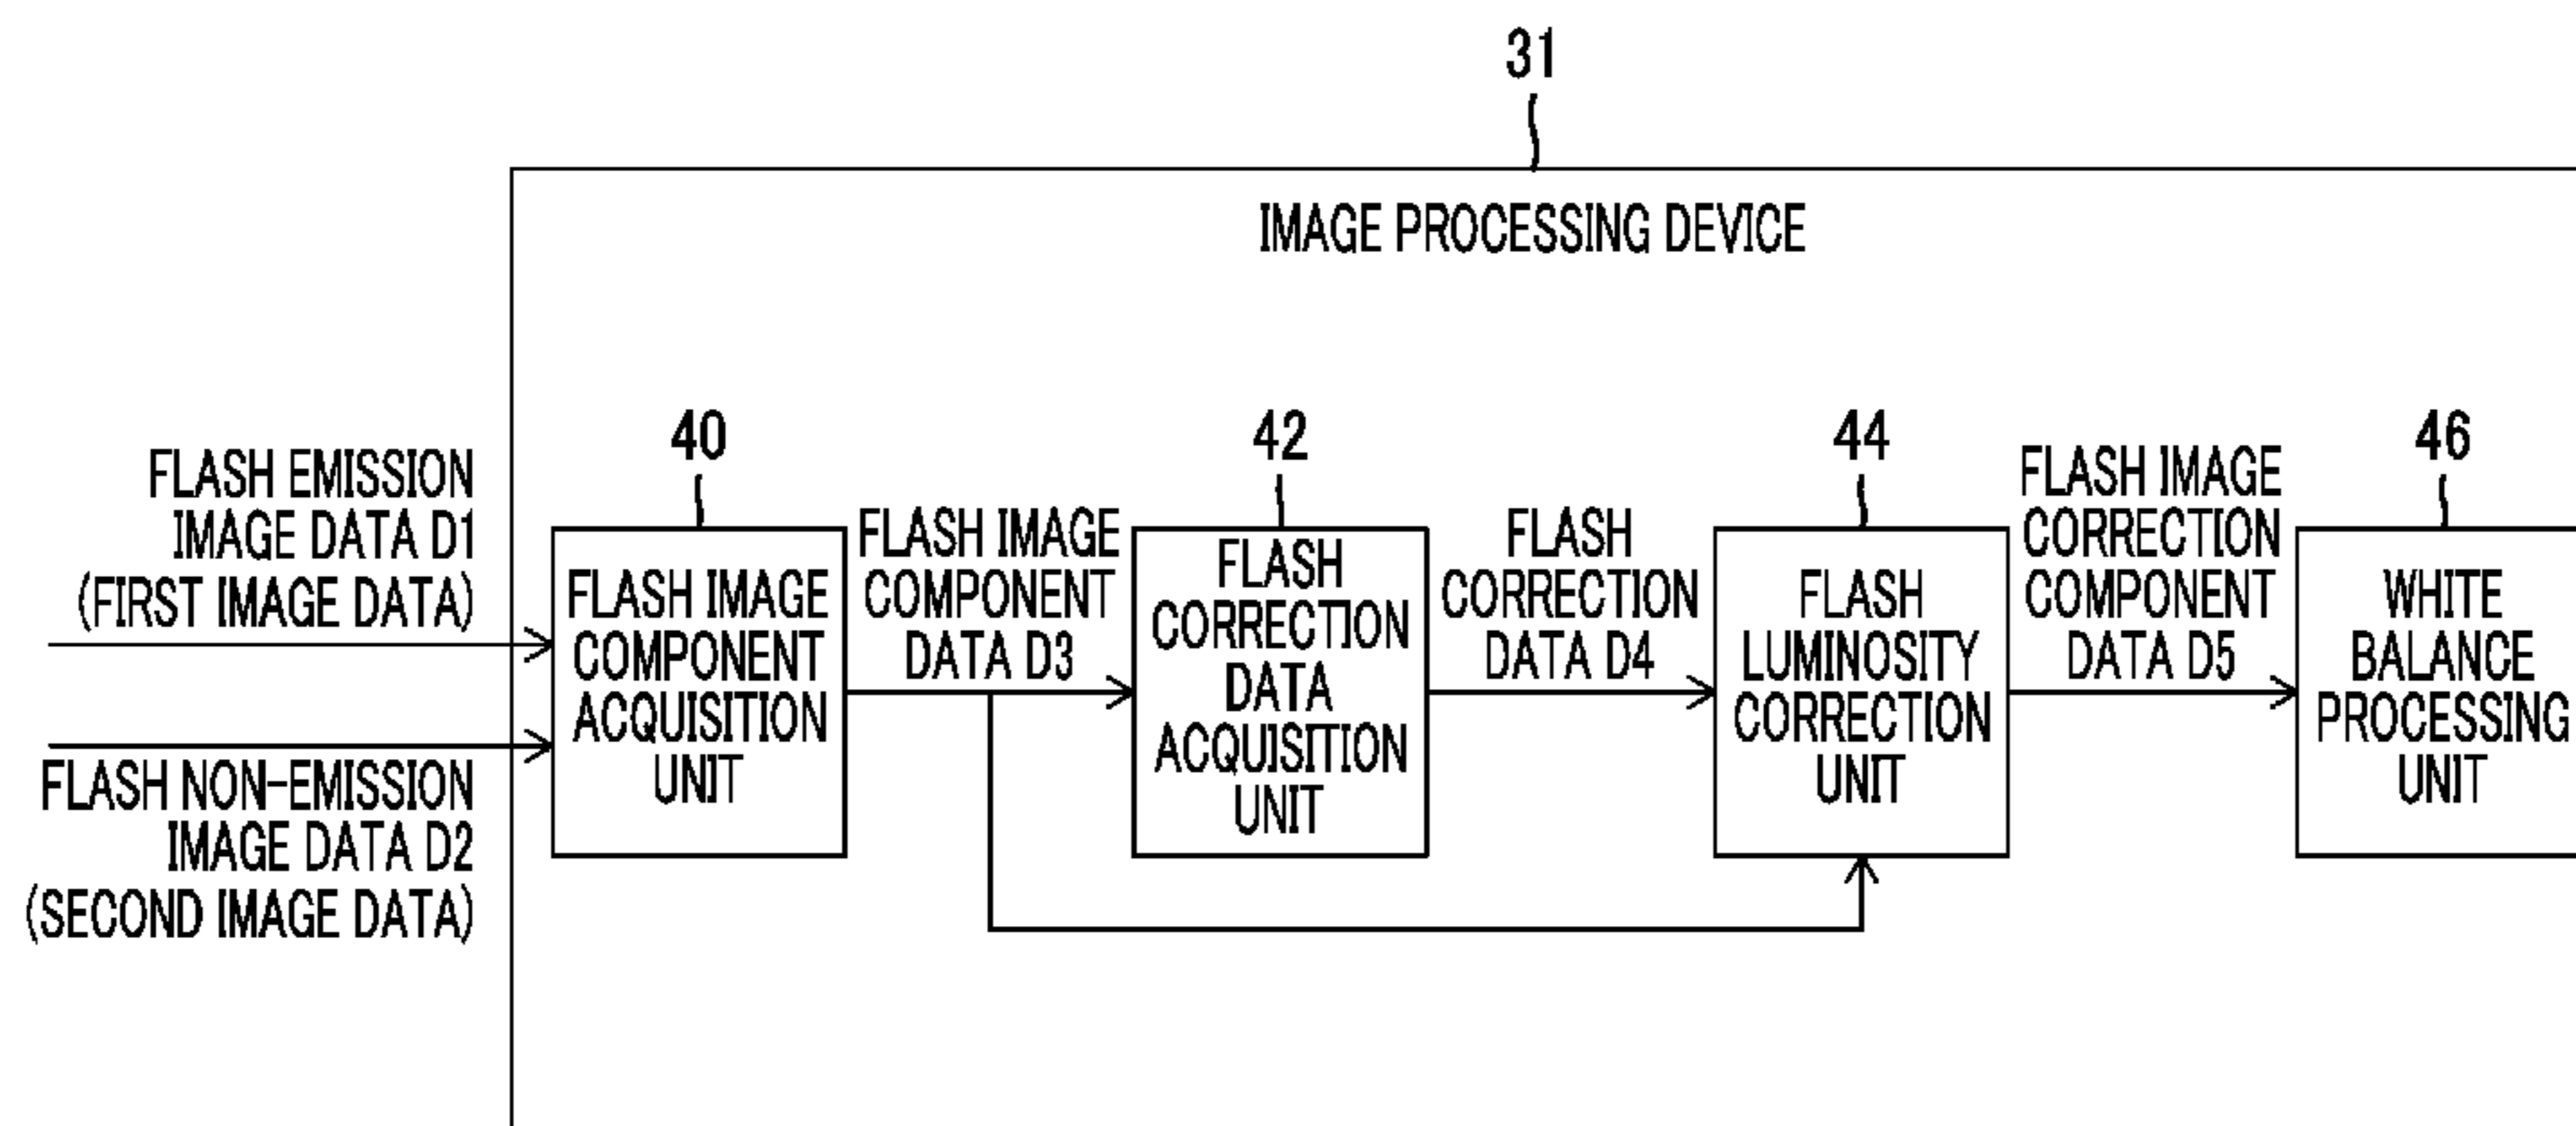 31
IMAGE PROCESSING DEVICE
FLASH EMISSION
IMAGE DATA D1
(FIRST IMAGE DATA)
FLASH NON-EMISSION
IMAGE DATA D2
(SECOND IMAGE DATA)
40
FLASH IMAGE
COMPONENT
ACQUISITION
UNIT
FLASH IMAGE
COMPONENT
DATA D3
42
FLASH
CORRECTION
DATA
ACQUISITION
UNIT
FLASH
CORRECTION
DATA D4
44
FLASH
LUMINOSITY
CORRECTION
UNIT
FLASH IMAGE
CORRECTION
COMPONENT
DATA D5
46
WHITE
BALANCE
PROCESSING
UNIT